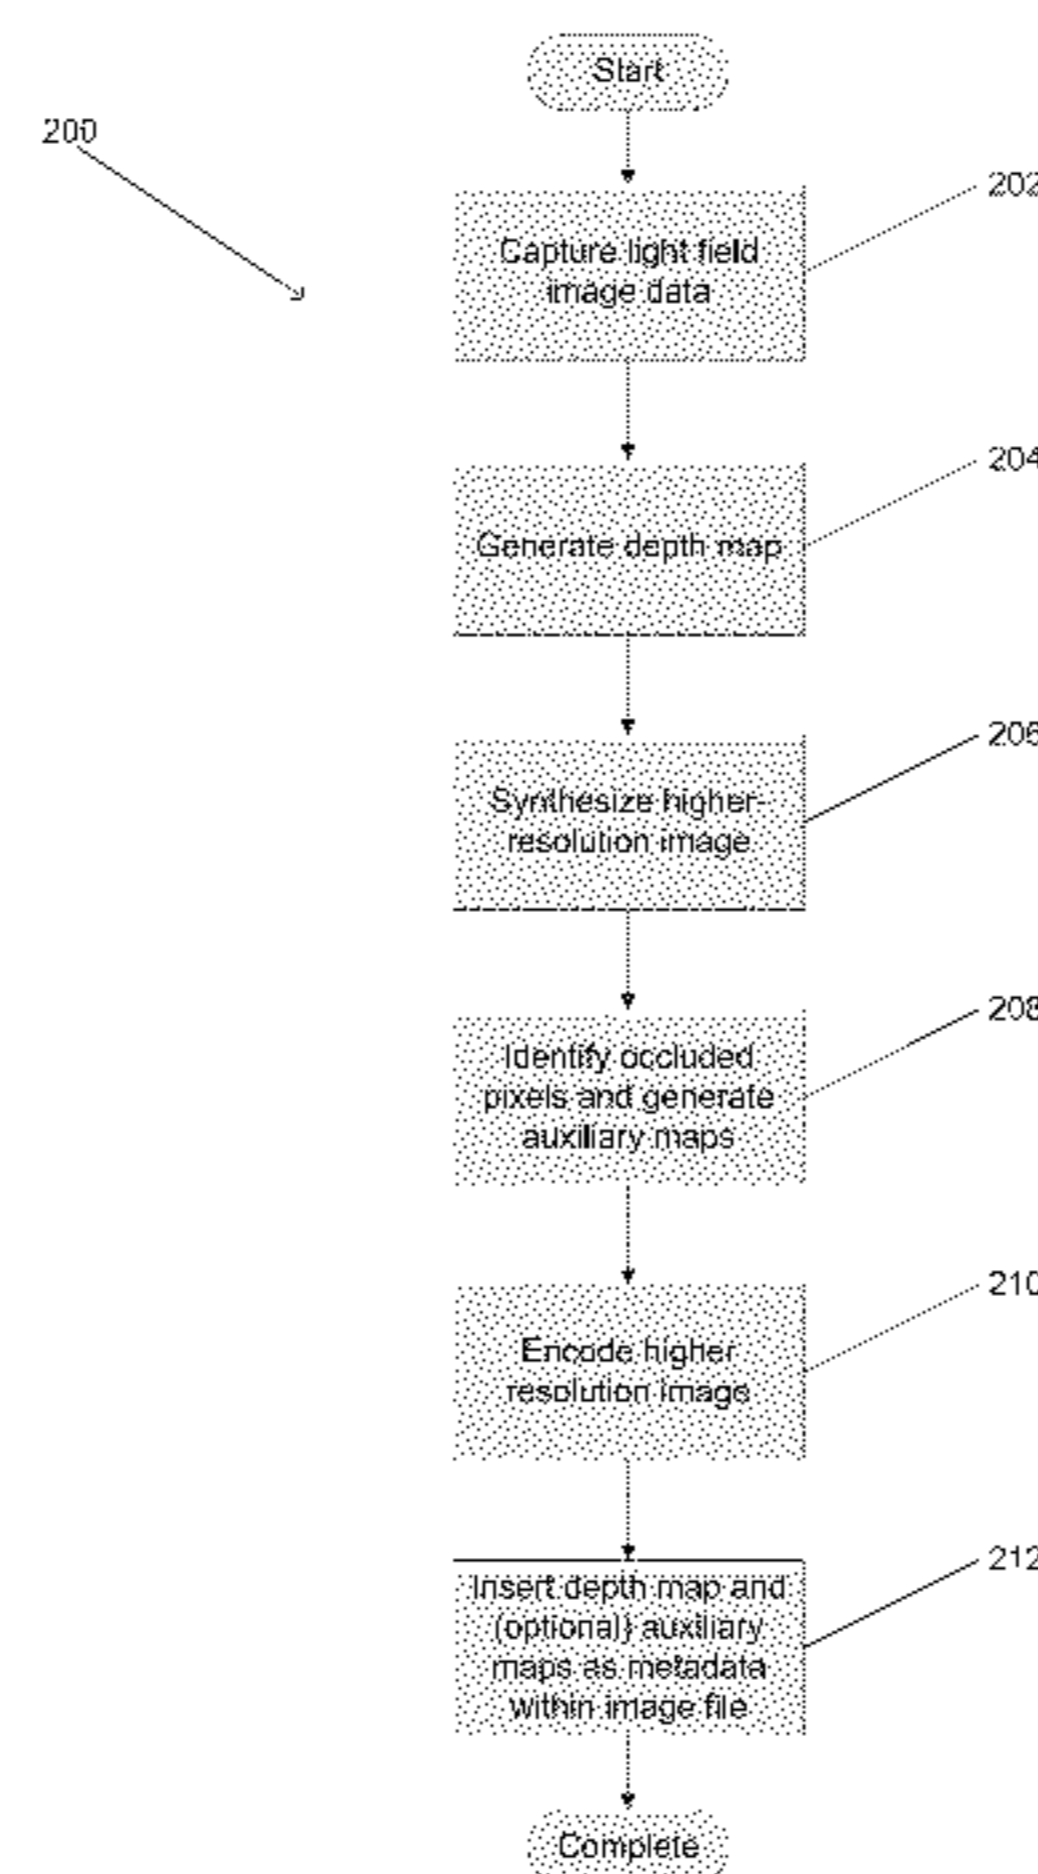 Start
200
202
Capture light field
image data
204
Generate depth map
206
Synthesize higher-
resolution image
208
Identify occluded
pixels and generate
auxiliary maps
210
Encode higher
resolution image
212
Insert depth map and
(optional) auxiliary
maps as metadata
within image file
Complete